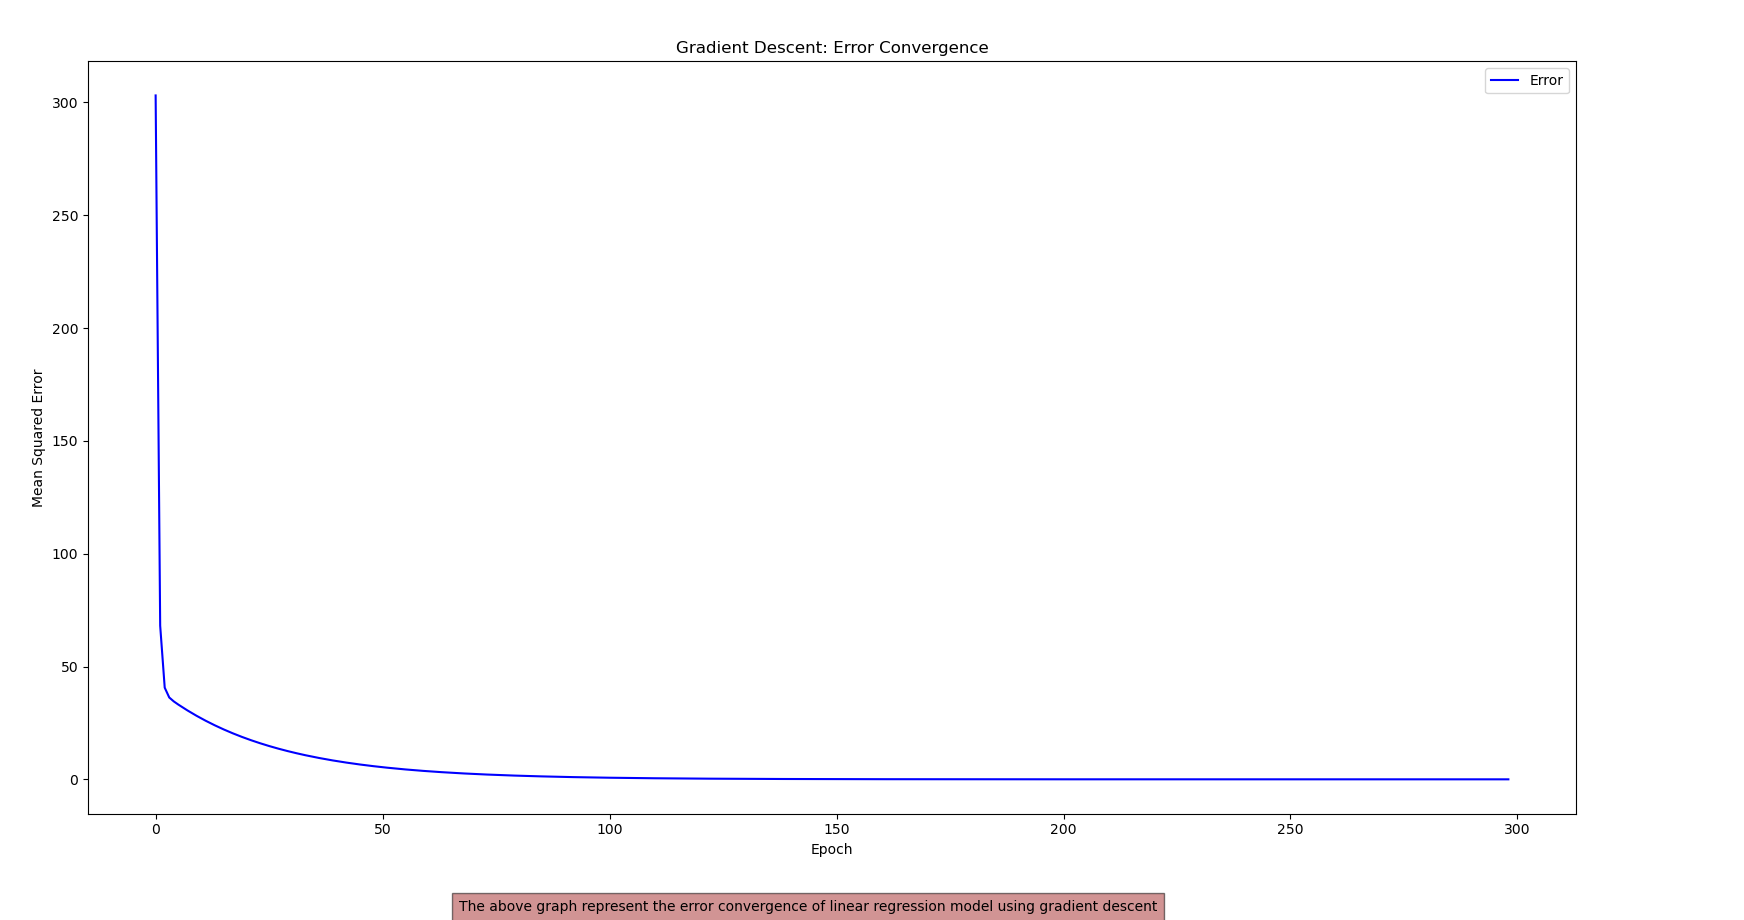 Gradient Descent: Error Convergence
Error
300
250
200
150
100
50
0
Mean Squared Error
0 50 100 150 200 250 300
Epoch
The above graph represent the error convergence of linear regression model using gradient descent